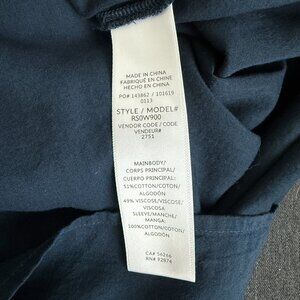 MADE IN CHINA
FABRIQUÉ EN CHINE
HECHO EN CHINA
PO# 143862 / 101619
0113
STYLE / MODEL#
RS0W900
VENDOR CODE / CODE
VENDEUR#
2751
MAINBODY/
CORPS PRINCIPAL/
CUERPO PRINCIPAL:
51%COTTON/COTON/
ALGODÓN
49% VISCOSE/VISCOSE/
VISCOSA
SLEEVE/MANCHE/
MANGA:
100%COTTON/COTON/
ALGODÓN
CA# 56266
RN# 92974